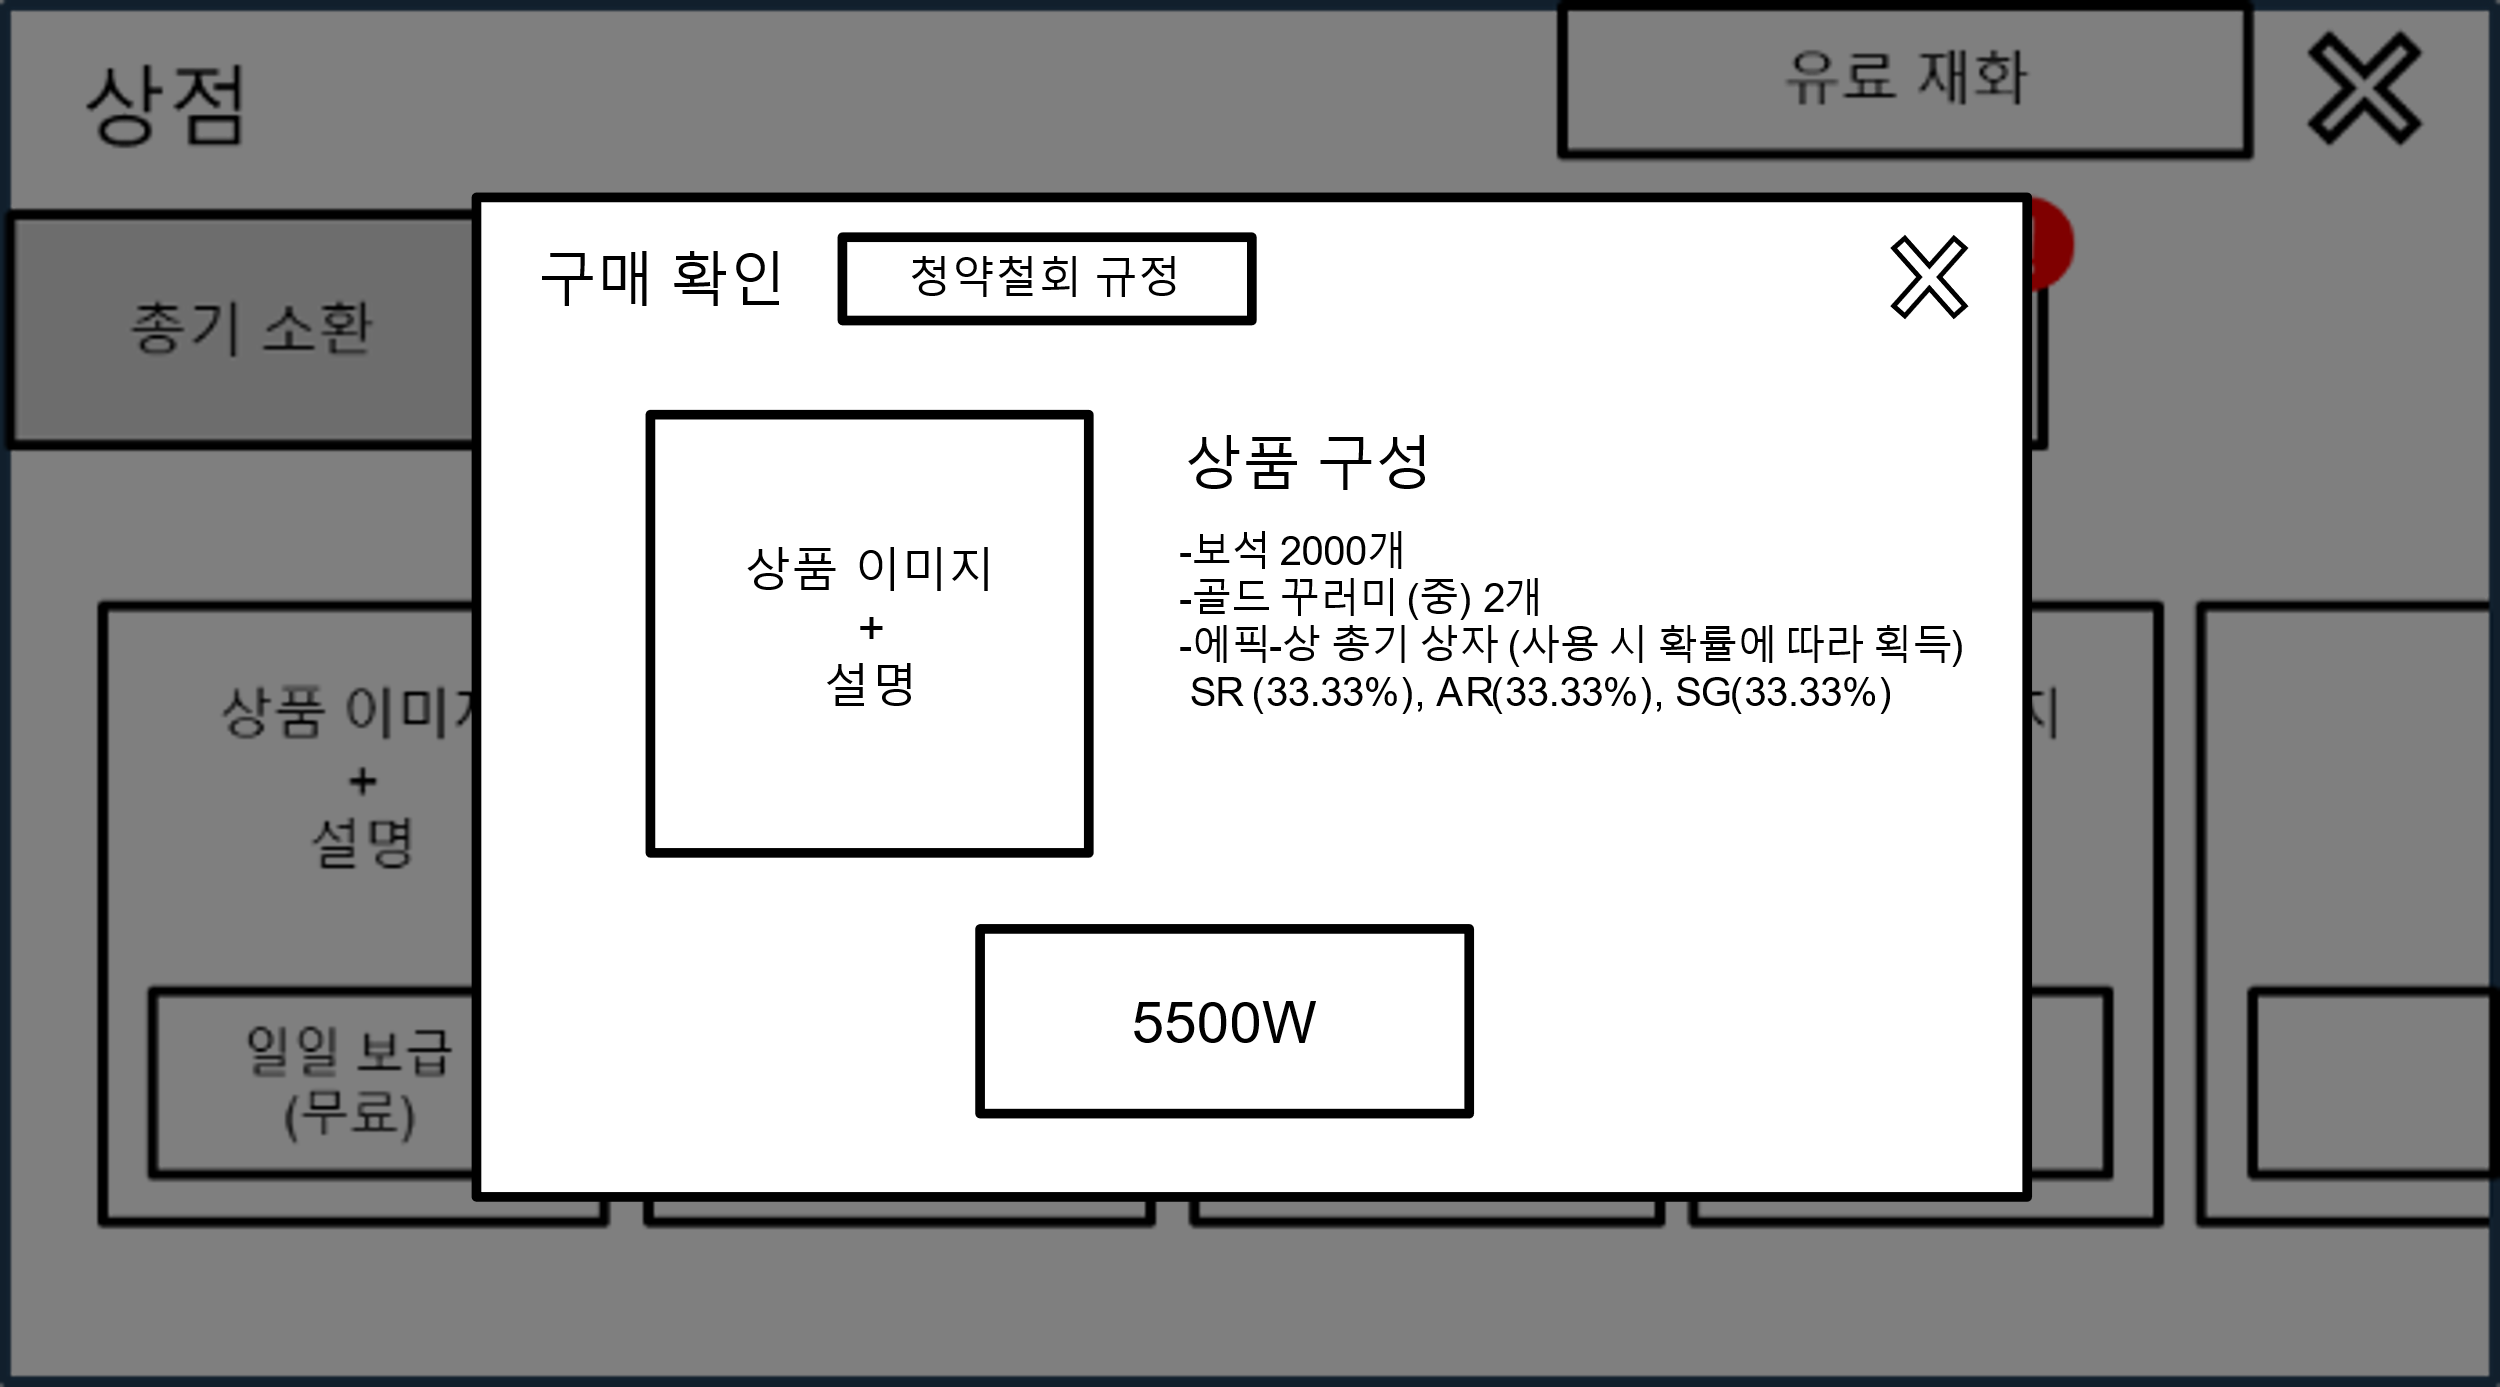 상점
유료 재화
총기 소환
구매 확인
청약철회 규정
상품 이미지
+
설명
상품 구성
-보석 2000개
-골드 꾸러미 (중) 2개
-에픽-상 총기 상자 (사용 시 확률에 따라 획득)
SR (33.33%), AR(33.33%), SG(33.33%)
5500W
상품 이미
+
설명
일일 보급
(무료)
지